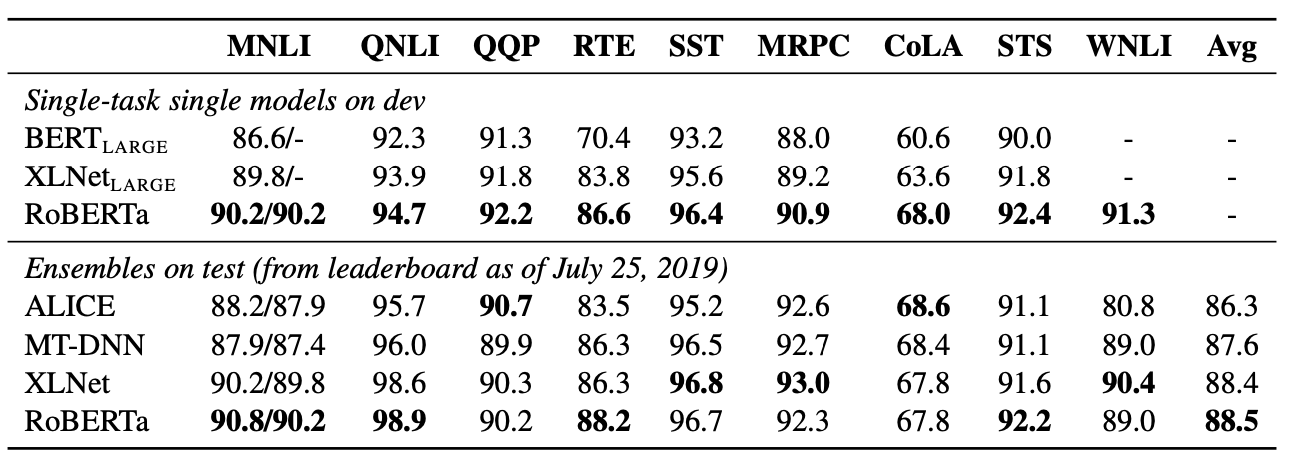 MNLI QNLI QQP RTE SST MRPC CoLA STS WNLI Avg
Single-task single models on dev
BERTLARGE 86.6/- 92.3 91.3 70.4 93.2 88.0 60.6 90.0 - -
XLNetLARGE 89.8/- 93.9 91.8 83.8 95.6 89.2 63.6 91.8 - -
RoBERTa 90.2/90.2 94.7 92.2 86.6 96.4 90.9 68.0 92.4 91.3 -
Ensembles on test (from leaderboard as of July 25, 2019)
ALICE 88.2/87.9 95.7 90.7 83.5 95.2 92.6 68.6 91.1 80.8 86.3
MT-DNN 87.9/87.4 96.0 89.9 86.3 96.5 92.7 68.4 91.1 89.0 87.6
XLNet 90.2/89.8 98.6 90.3 86.3 96.8 93.0 67.8 91.6 90.4 88.4
RoBERTa 90.8/90.2 98.9 90.2 88.2 96.7 92.3 67.8 92.2 89.0 88.5